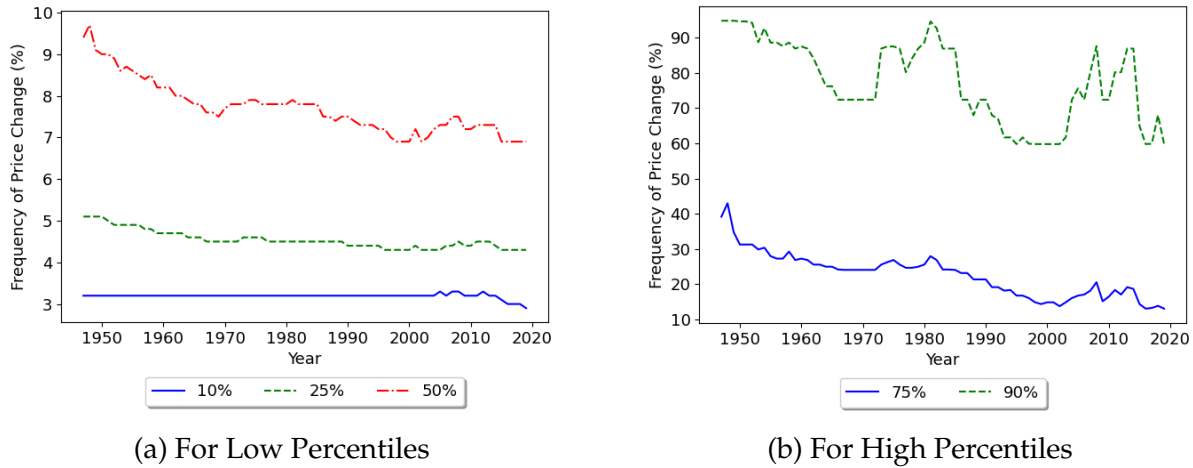 Frequency of Price Change (%)
10
9
8
7
6
5
4
3
1950 1960 1970 1980 1990 2000 2010 2020
Year
10% 25% 50%
(a) For Low Percentiles
Frequency of Price Change (%)
90
80
70
60
50
40
30
20
10
1950 1960 1970 1980 1990 2000 2010 2020
Year
75% 90%
(b) For High Percentiles